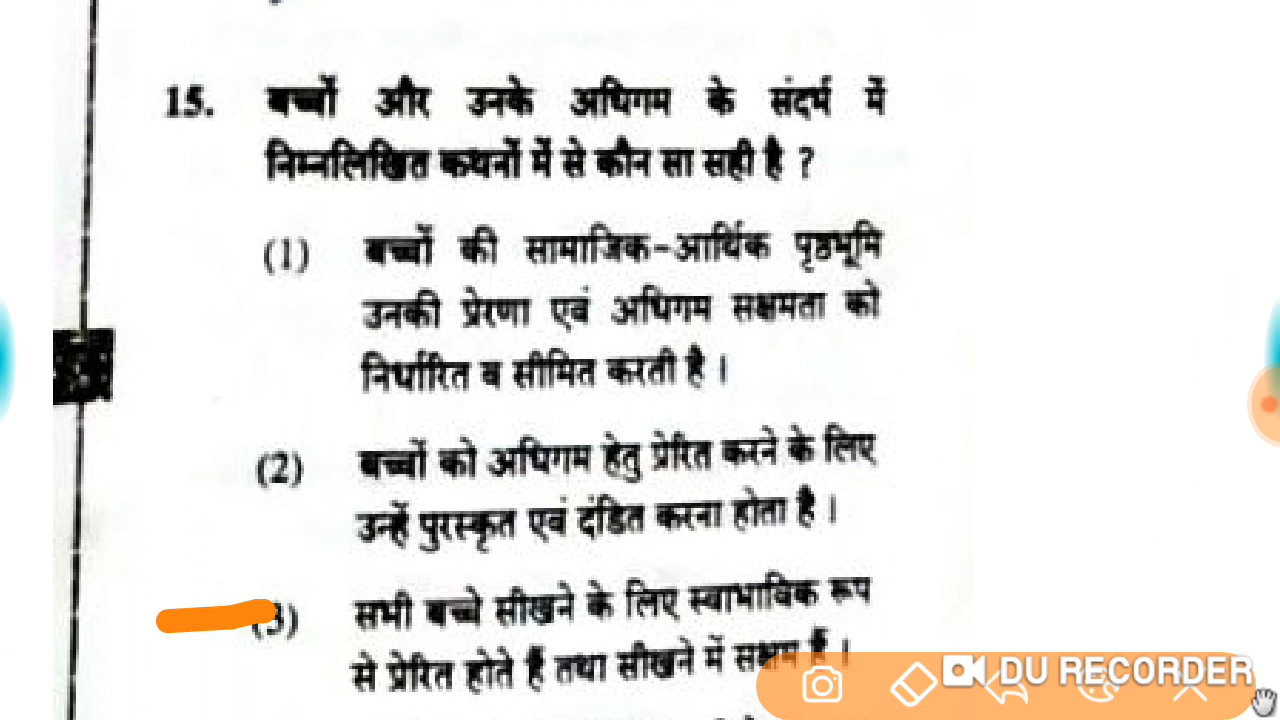 15. बच्चों और उनके अधिगम के संदर्भ में
निम्नलिखित कथनों में से कौन सा सही है ?
(1) बच्चों की सामाजिक-आर्थिक पृष्ठभूमि
उनकी प्रेरणा एवं अधिगम सक्षमता को
निर्धारित व सीमित करती है ।
(2) बच्चों को अधिगम हेतु प्रेरित करने के लिए
उन्हें पुरस्कृत एवं दंडित करना होता है ।
(3) सभी बच्चे सीखने के लिए स्वाभाविक रूप
से प्रेरित होते हैं तथा सीखने में सक्षम हैं ।
DU RECORDER